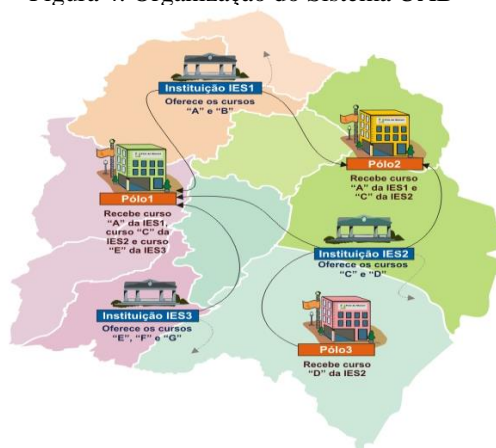 Figura 4: Organização do Sistema UAB
Instituição IES1
Oferece os cursos
"A" e "B"
Pólo2
Recebe curso
"A" da IES1 e
"C" da IES2
Pólo1
Recebe curso
"A" da IES1,
curso "C" da
IES2 e curso
"E" da IES3
Instituição IES2
Oferece os cursos
"C" e "D"
Instituição IES3
Oferece os cursos
"E", "F" e "G"
Pólo3
Recebe curso
"D" da IES2